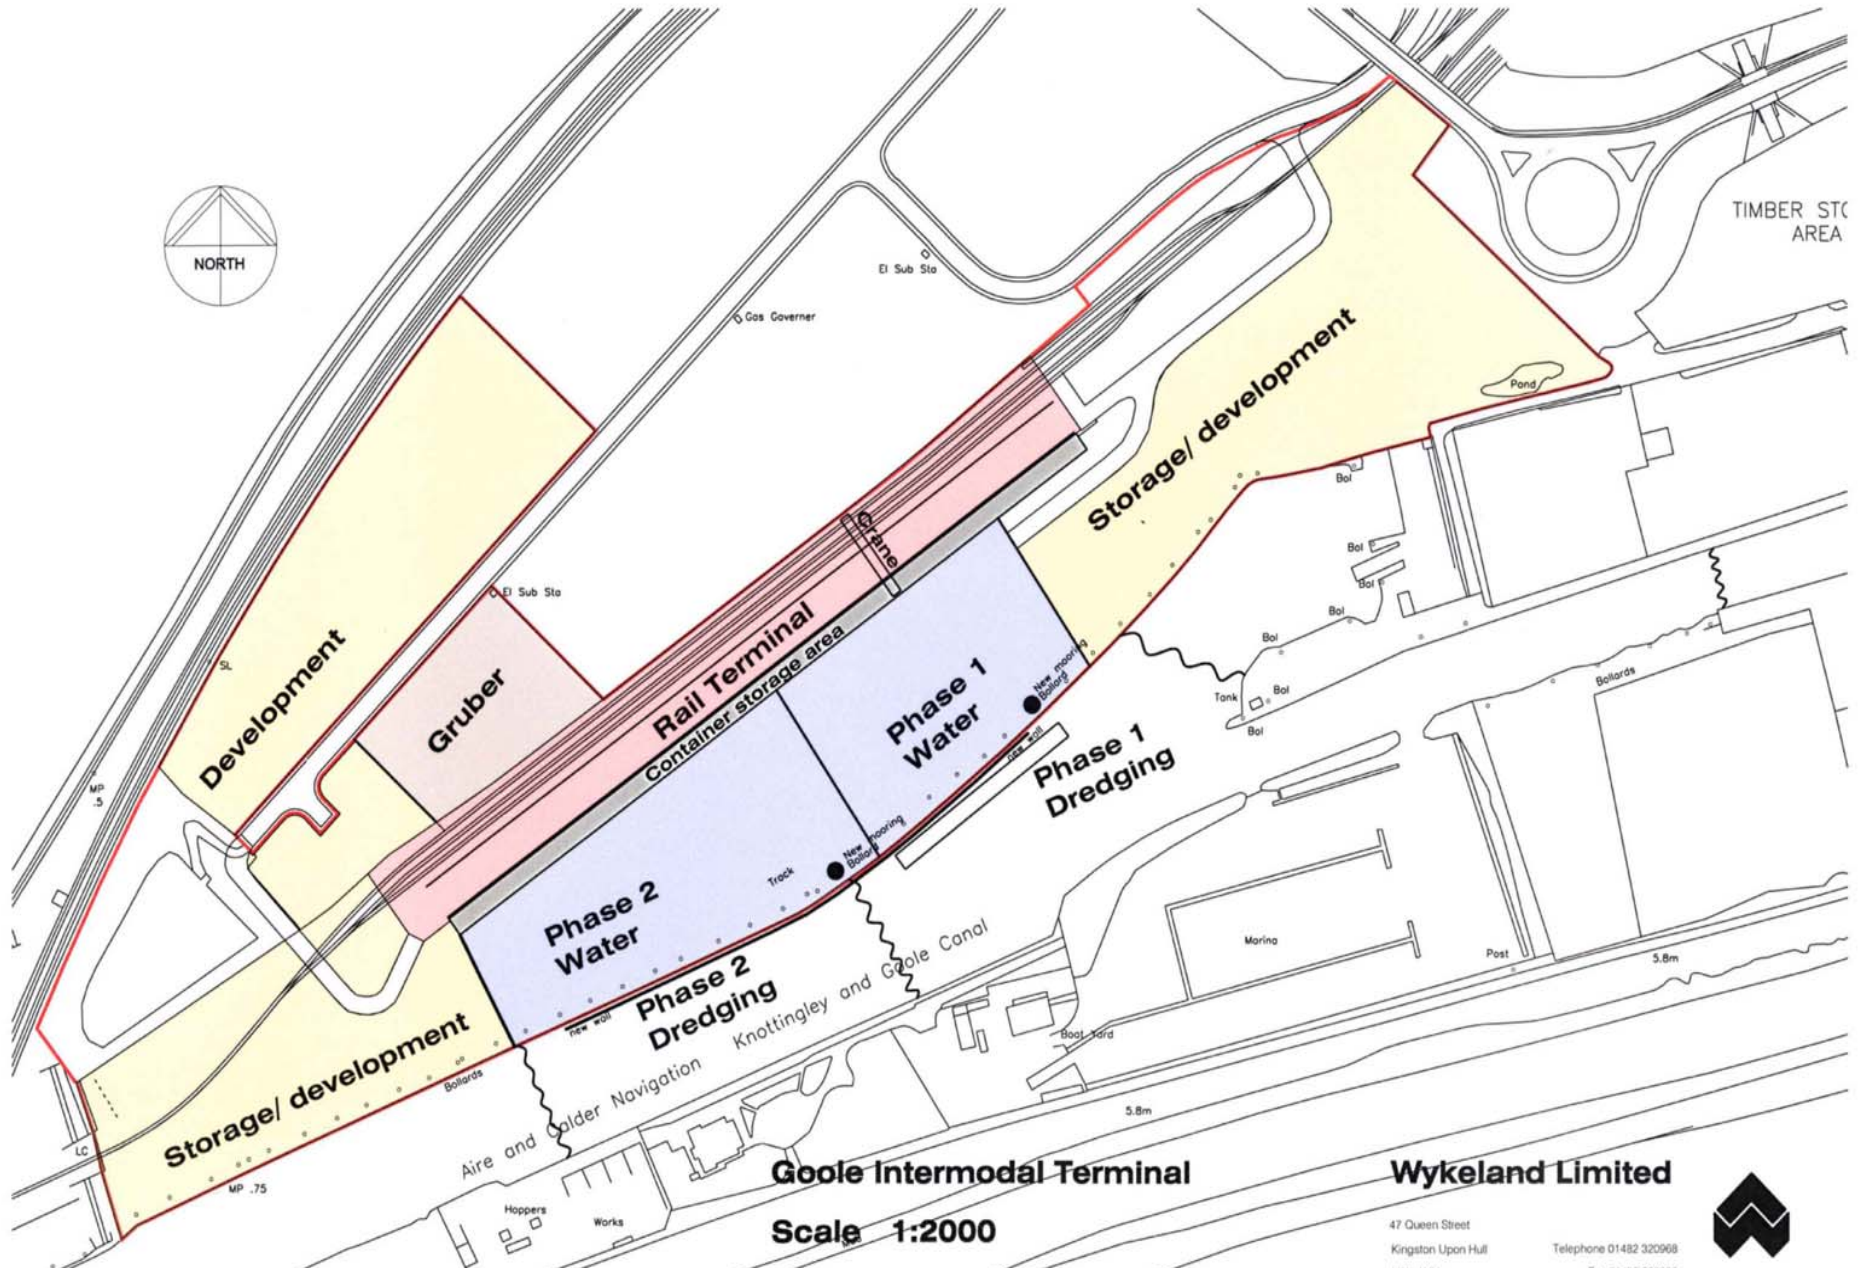 TIMBER
AREA
NORTH
El Sub Sta
Gas Governer
Storage/ development
Pond
Crane
Bol
Bol
Bol
Bol
Bol
El Sub Sta
Development
SL
Gruber
Rail Terminal
Container storage area
Phase 1
Water
New mooring
Bollard
new wall
Phase 1
Dredging
Tank
Bol
Bol
Bollards
MP
.5
Track
New mooring
Bollard
Phase 2
Water
new wall
Phase 2
Dredging
Marina
Post
5.8m
Boat Yard
5.8m
Storage/ development
Bollards
LC
MP .75
Aire and Calder Navigation Knottingley and Goole Canal
Hoppers
Works
Goole Intermodal Terminal
Scale 1:2000
Wykeland Limited
47 Queen Street
Kingston Upon Hull
Telephone 01482 320968